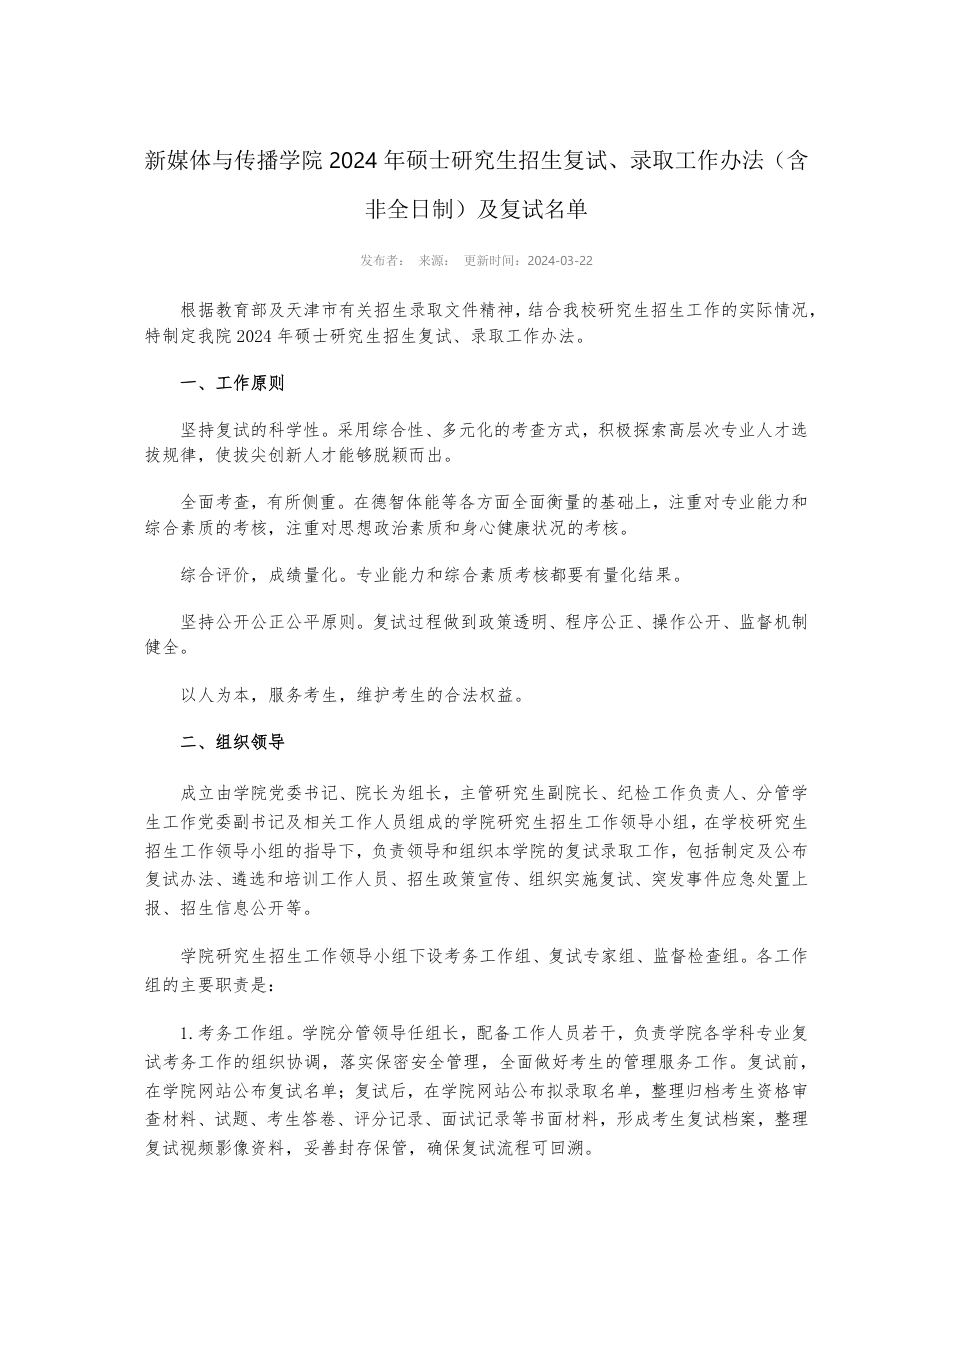 新媒体与传播学院 2024 年硕士研究生招生复试、录取工作办法（含
非全日制）及复试名单
发布者： 来源： 更新时间：2024-03-22
根据教育部及天津市有关招生录取文件精神，结合我校研究生招生工作的实际情况，
特制定我院 2024 年硕士研究生招生复试、录取工作办法。
一、工作原则
坚持复试的科学性。采用综合性、多元化的考查方式，积极探索高层次专业人才选
拔规律，使拔尖创新人才能够脱颖而出。
全面考查，有所侧重。在德智体能等各方面全面衡量的基础上，注重对专业能力和
综合素质的考核，注重对思想政治素质和身心健康状况的考核。
综合评价，成绩量化。专业能力和综合素质考核都要有量化结果。
坚持公开公正公平原则。复试过程做到政策透明、程序公正、操作公开、监督机制
健全。
以人为本，服务考生，维护考生的合法权益。
二、组织领导
成立由学院党委书记、院长为组长，主管研究生副院长、纪检工作负责人、分管学
生工作党委副书记及相关工作人员组成的学院研究生招生工作领导小组，在学校研究生
招生工作领导小组的指导下，负责领导和组织本学院的复试录取工作，包括制定及公布
复试办法、遴选和培训工作人员、招生政策宣传、组织实施复试、突发事件应急处置上
报、招生信息公开等。
学院研究生招生工作领导小组下设考务工作组、复试专家组、监督检查组。各工作
组的主要职责是：
1.考务工作组。学院分管领导任组长，配备工作人员若干，负责学院各学科专业复
试考务工作的组织协调，落实保密安全管理，全面做好考生的管理服务工作。复试前，
在学院网站公布复试名单；复试后，在学院网站公布拟录取名单，整理归档考生资格审
查材料、试题、考生答卷、评分记录、面试记录等书面材料，形成考生复试档案，整理
复试视频影像资料，妥善封存保管，确保复试流程可回溯。